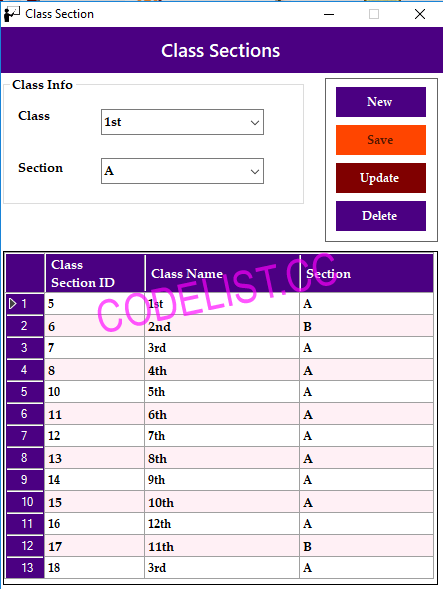 Class Section
Class Sections
Class Info
Class
1st
Section
A
New
Save
Update
Delete
Class Section ID Class Name Section
1 5 1st A
2 6 2nd B
3 7 3rd A
4 8 4th A
5 10 5th A
6 11 6th A
7 12 7th A
8 13 8th A
9 14 9th A
10 15 10th A
11 16 12th A
12 17 11th B
13 18 3rd A
CODELIST.CC